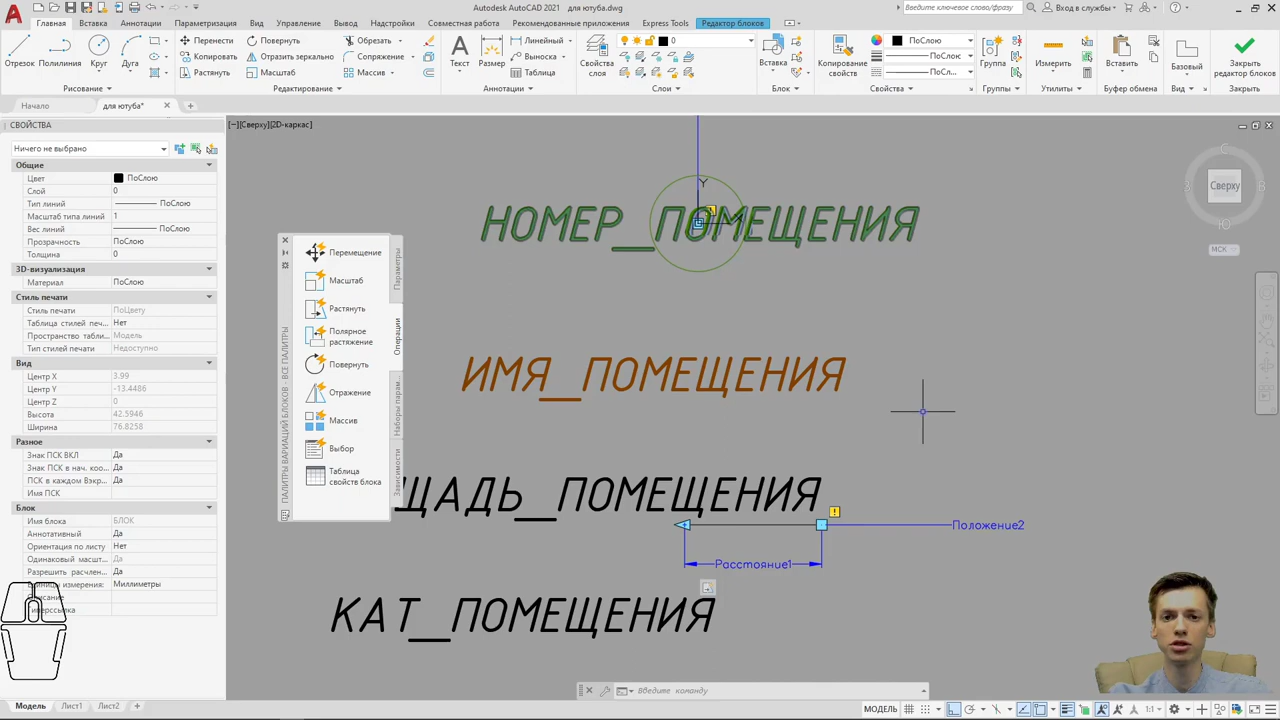 Autodesk AutoCAD 2021 для ютуба.dwg
Введите ключевое слово/фразу
Вход в службы
Главная Вставка Аннотации Параметризация Вид Управление Вывод Надстройки Совместная работа Рекомендованные приложения Express Tools Редактор блоков
Отрезок Полилиния Круг Дуга
Перенести Повернуть Обрезать
Отразить зеркально
Растянуть Масштаб Массив
Текст Размер
Линейный
Выноска
Таблица
Свойства
0
Вставка
Копирование
свойств
ПоСлою
Группа
Измерить
Вставить
Базовый
Закрыть
редактор блоков
Рисование Редактирование Аннотации Слои Блок Свойства Группы Утилиты Буфер обмена Вид Закрыть
Начало для ютуба*
СВОЙСТВА
[−][Сверху][2D-каркас]
Ничего не выбрано
Общие
Цвет ПоСлою
Слой 0
Тип линий ПоСлою
Масштаб типа линий 1
Вес линий ПоСлою
Прозрачность ПоСлою
Толщина 0
3D-визуализация
Материал ПоСлою
Стиль печати
Стиль печати ПоЦвету
Таблица стилей печ... Нет
Пространство табли... Модель
Тип стилей печати Недоступно
Вид
Центр X 3.99
Центр Y -13.4486
Центр Z 0
Высота 42.5946
Ширина 76.8258
Разное
Знак ПСК ВКЛ Да
Знак ПСК в нач. коо... Да
ПСК в каждом Вэкр... Да
Имя ПСК
Блок
Имя блока БЛОК
Аннотативный Да
Ориентация по листу Нет
Одинаковый масшт... Да
Разрешить расчлен... Да
измерения: Миллиметры
ПАЛИТРЫ ВАРИАЦИЙ БЛОКОВ - ВСЕ ПАЛИТРЫ
Перемещение
Масштаб
Растянуть
Полярное
растяжение
Повернуть
Отражение
Массив
Выбор
Таблица
свойств блока
Параметры
Операции
Наборы парам...
Зависимости
Y
НОМЕР_ПОМЕЩЕНИЯ
ИМЯ_ПОМЕЩЕНИЯ
ЩАДЬ_ПОМЕЩЕНИЯ
Положение2
Расстояние1
КАТ_ПОМЕЩЕНИЯ
С
З
Сверху
В
Ю
МСК
Введите команду
Модель Лист1 Лист2
МОДЕЛЬ
1:1